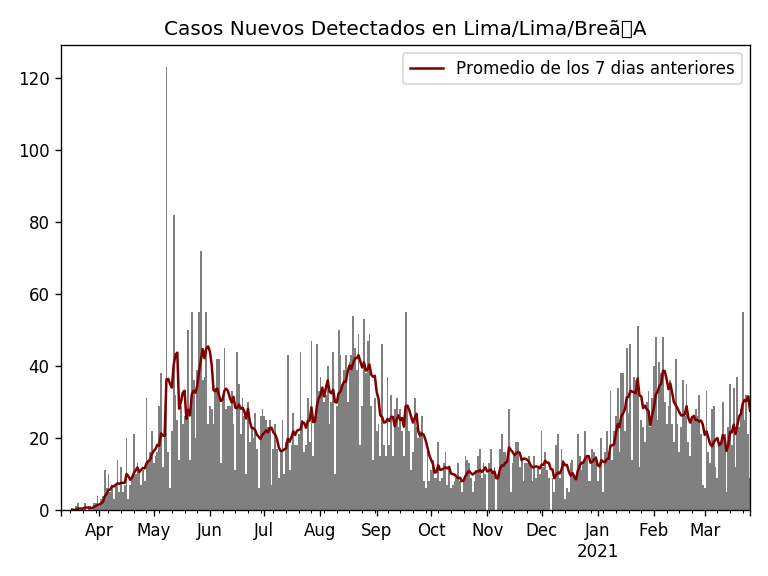 Casos Nuevos Detectados en Lima/Lima/Breã▯A
Promedio de los 7 dias anteriores
120
100
80
60
40
20
0
Apr May Jun Jul Aug Sep Oct Nov Dec Jan Feb Mar
2021